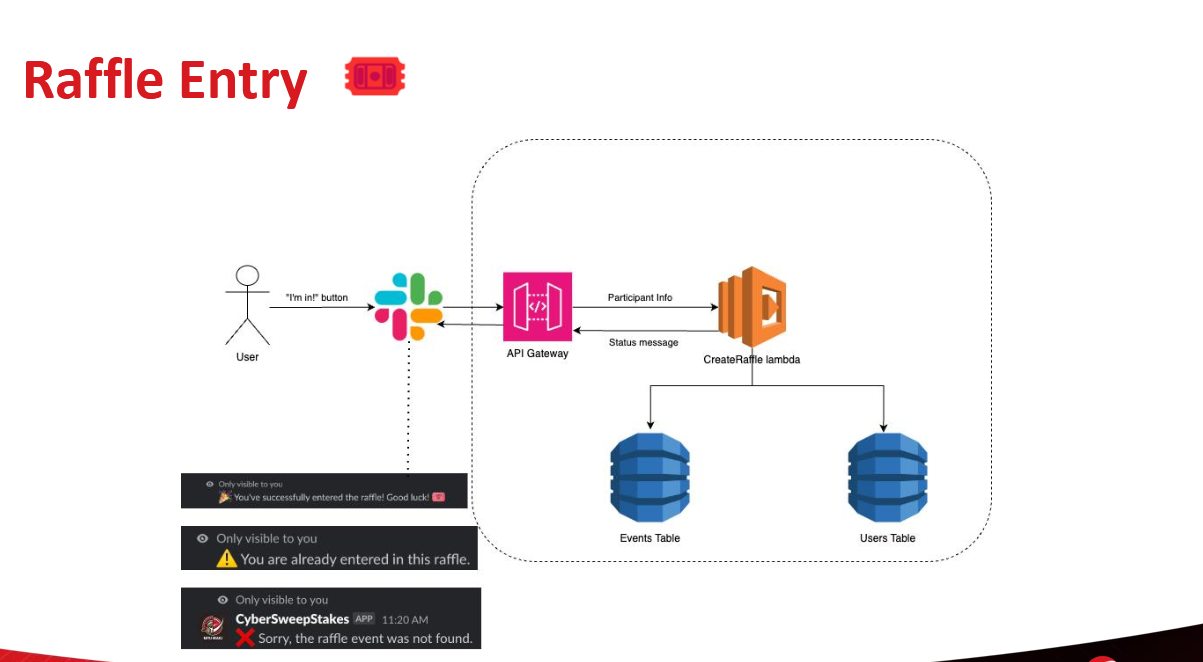 Raffle Entry
"I'm in!" button
User
API Gateway
Participant Info
Status message
CreateRaffle lambda
Events Table
Users Table
Only visible to you
You've successfully entered the raffle! Good luck!
Only visible to you
You are already entered in this raffle.
Only visible to you
CyberSweepStakes APP 11:20 AM
Sorry, the raffle event was not found.